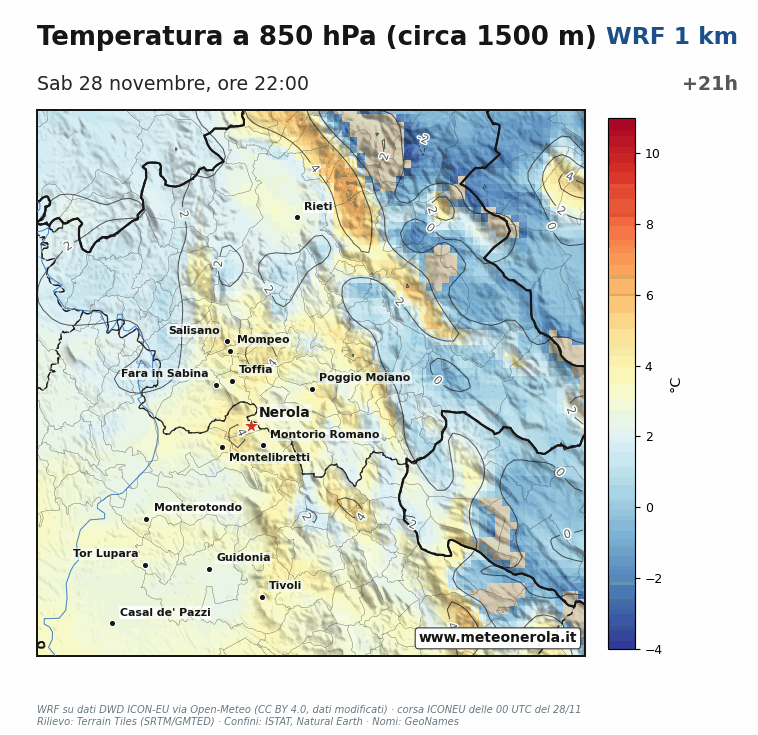 Temperatura a 850 hPa (circa 1500 m) WRF 1 km
Sab 28 novembre, ore 22:00 +21h
Rieti
Salisano
Mompeo
Toffia
Fara in Sabina
Poggio Moiano
Nerola
Montorio Romano
Montelibretti
Monterotondo
Tor Lupara
Guidonia
Tivoli
Casal de' Pazzi
www.meteonerola.it
10
8
6
4
2
0
−2
−4
°C
WRF su dati DWD ICON-EU via Open-Meteo (CC BY 4.0, dati modificati) · corsa ICONEU delle 00 UTC del 28/11
Rilievo: Terrain Tiles (SRTM/GMTED) · Confini: ISTAT, Natural Earth · Nomi: GeoNames